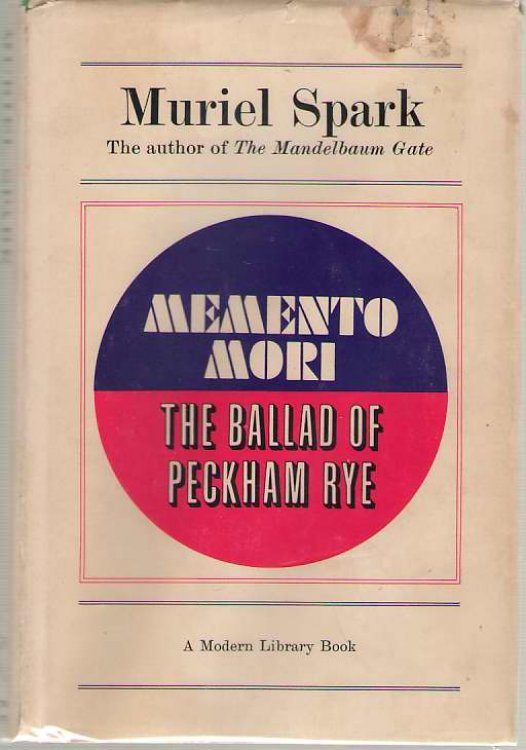 Muriel Spark
The author of The Mandelbaum Gate
MEMENTO
MORI
THE BALLAD OF
PECKHAM RYE
A Modern Library Book